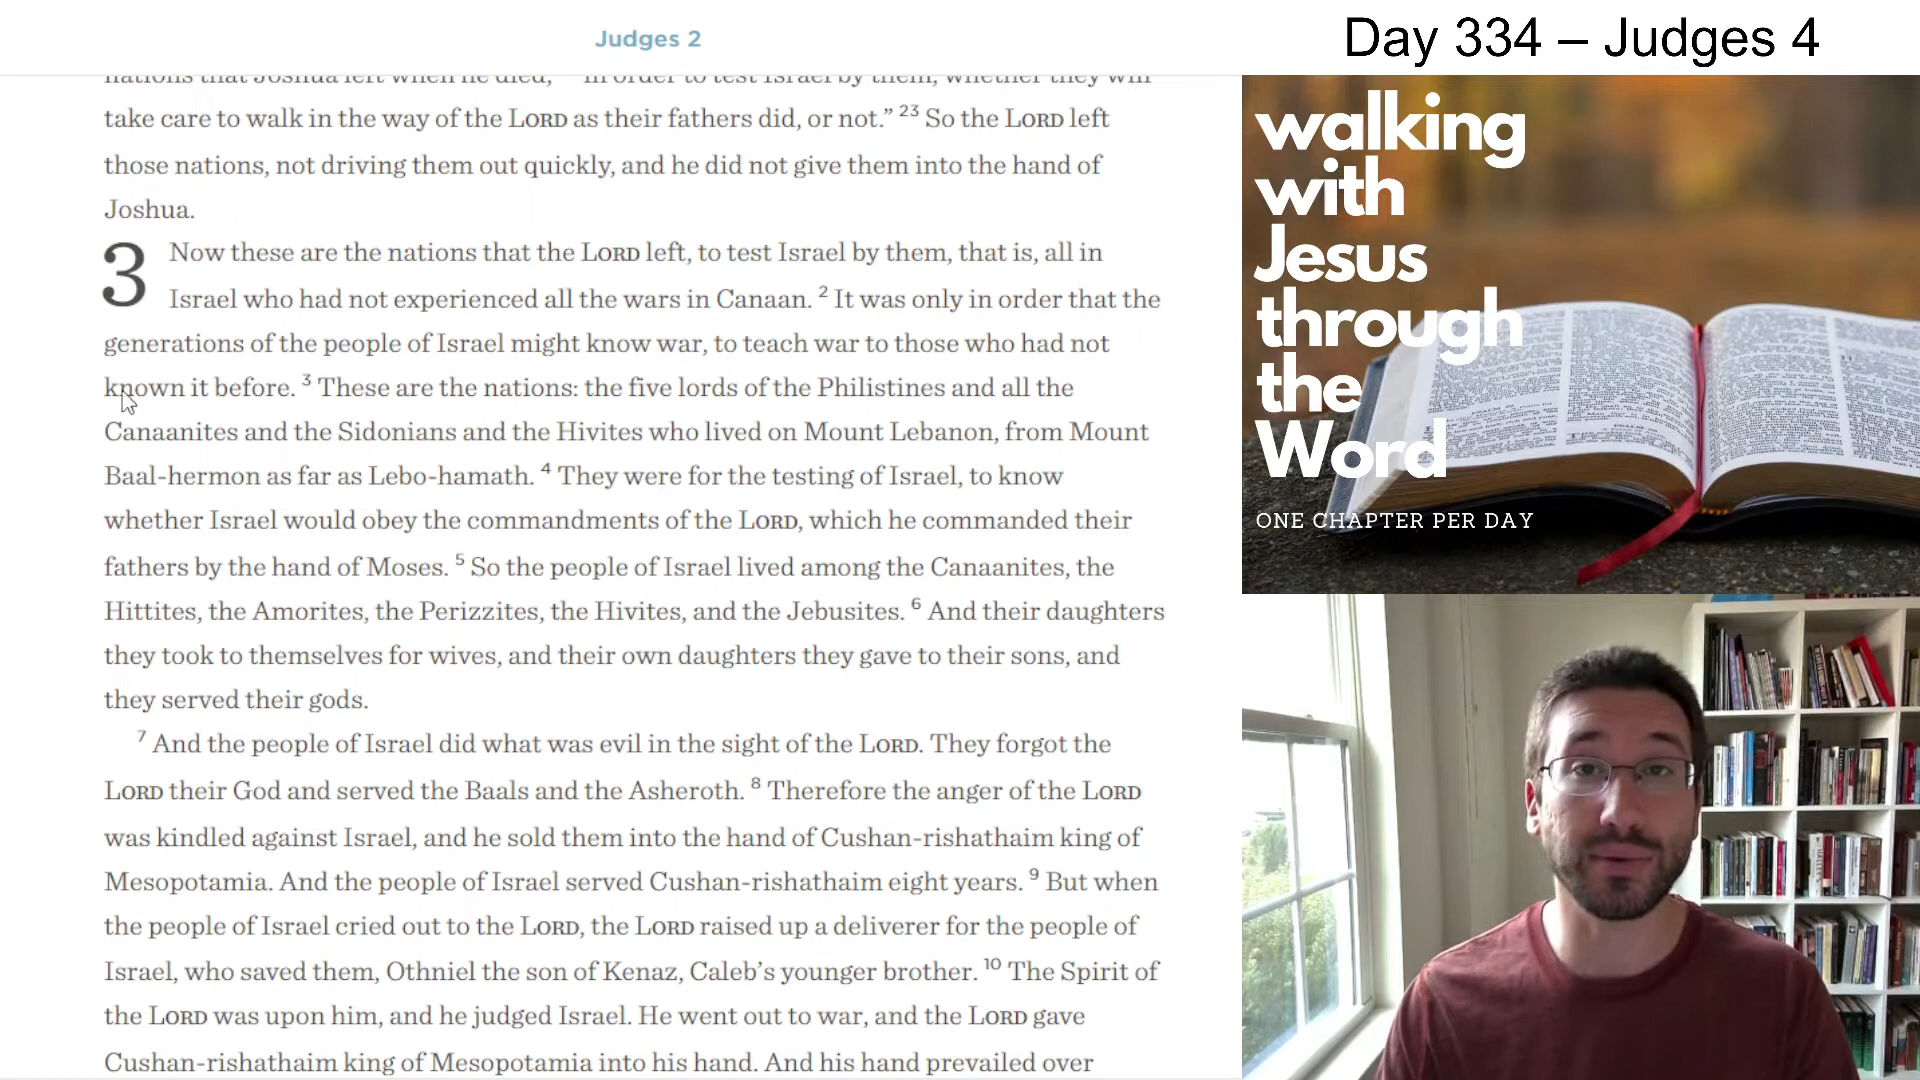 Judges 2
Day 334 – Judges 4
nations that Joshua left when he died, in order to test Israel by them, whether they will
take care to walk in the way of the LORD as their fathers did, or not.” 23 So the LORD left
those nations, not driving them out quickly, and he did not give them into the hand of
Joshua.
3 Now these are the nations that the LORD left, to test Israel by them, that is, all in
Israel who had not experienced all the wars in Canaan. 2 It was only in order that the
generations of the people of Israel might know war, to teach war to those who had not
known it before. 3 These are the nations: the five lords of the Philistines and all the
Canaanites and the Sidonians and the Hivites who lived on Mount Lebanon, from Mount
Baal-hermon as far as Lebo-hamath. 4 They were for the testing of Israel, to know
whether Israel would obey the commandments of the LORD, which he commanded their
fathers by the hand of Moses. 5 So the people of Israel lived among the Canaanites, the
Hittites, the Amorites, the Perizzites, the Hivites, and the Jebusites. 6 And their daughters
they took to themselves for wives, and their own daughters they gave to their sons, and
they served their gods.
7 And the people of Israel did what was evil in the sight of the LORD. They forgot the
LORD their God and served the Baals and the Asheroth. 8 Therefore the anger of the LORD
was kindled against Israel, and he sold them into the hand of Cushan-rishathaim king of
Mesopotamia. And the people of Israel served Cushan-rishathaim eight years. 9 But when
the people of Israel cried out to the LORD, the LORD raised up a deliverer for the people of
Israel, who saved them, Othniel the son of Kenaz, Caleb’s younger brother. 10 The Spirit of
the LORD was upon him, and he judged Israel. He went out to war, and the LORD gave
Cushan-rishathaim king of Mesopotamia into his hand. And his hand prevailed over
walking
with
Jesus
through
the
Word
ONE CHAPTER PER DAY